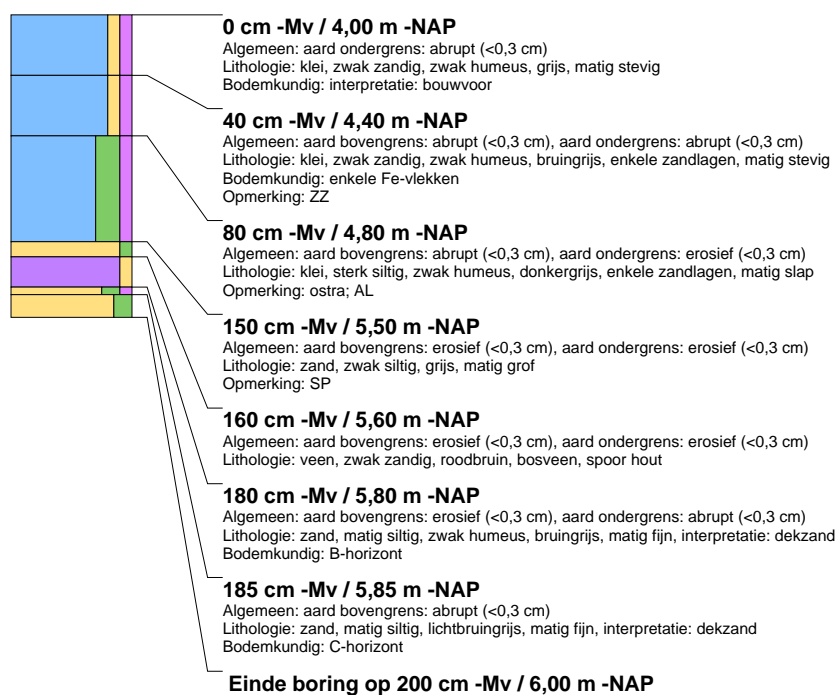 0 cm -Mv / 4,00 m -NAP
Algemeen: aard ondergrens: abrupt (<0,3 cm)
Lithologie: klei, zwak zandig, zwak humeus, grijs, matig stevig
Bodemkundig: interpretatie: bouwvoor
40 cm -Mv / 4,40 m -NAP
Algemeen: aard bovengrens: abrupt (<0,3 cm), aard ondergrens: abrupt (<0,3 cm)
Lithologie: klei, zwak zandig, zwak humeus, bruingrijs, enkele zandlagen, matig stevig
Bodemkundig: enkele Fe-vlekken
Opmerking: ZZ
80 cm -Mv / 4,80 m -NAP
Algemeen: aard bovengrens: abrupt (<0,3 cm), aard ondergrens: erosief (<0,3 cm)
Lithologie: klei, sterk siltig, zwak humeus, donkergrijs, enkele zandlagen, matig slap
Opmerking: ostra; AL
150 cm -Mv / 5,50 m -NAP
Algemeen: aard bovengrens: erosief (<0,3 cm), aard ondergrens: erosief (<0,3 cm)
Lithologie: zand, zwak siltig, grijs, matig grof
Opmerking: SP
160 cm -Mv / 5,60 m -NAP
Algemeen: aard bovengrens: erosief (<0,3 cm), aard ondergrens: erosief (<0,3 cm)
Lithologie: veen, zwak zandig, roodbruin, bosveen, spoor hout
180 cm -Mv / 5,80 m -NAP
Algemeen: aard bovengrens: erosief (<0,3 cm), aard ondergrens: abrupt (<0,3 cm)
Lithologie: zand, matig siltig, zwak humeus, bruingrijs, matig fijn, interpretatie: dekzand
Bodemkundig: B-horizont
185 cm -Mv / 5,85 m -NAP
Algemeen: aard bovengrens: abrupt (<0,3 cm)
Lithologie: zand, matig siltig, lichtbruingrijs, matig fijn, interpretatie: dekzand
Bodemkundig: C-horizont
Einde boring op 200 cm -Mv / 6,00 m -NAP